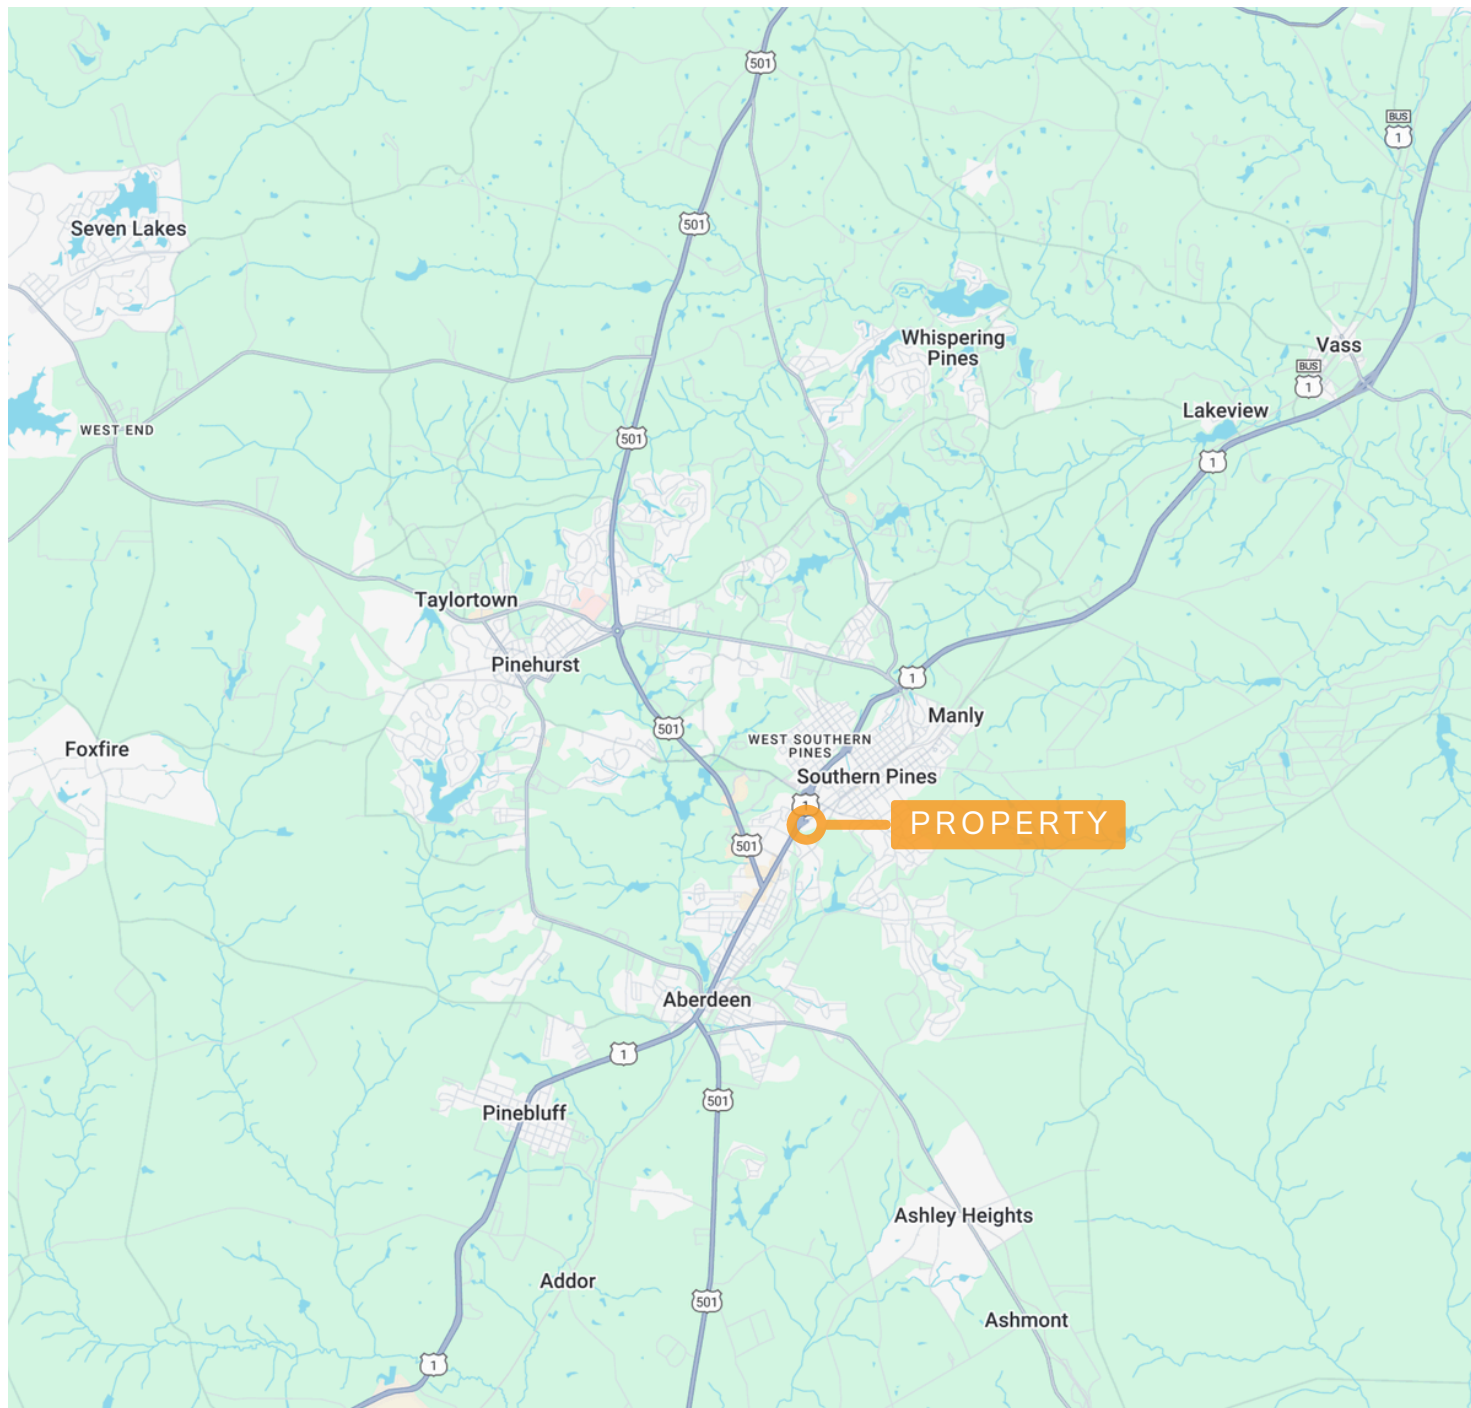 501
BUS
1
501
Seven Lakes
Whispering
Pines
Vass
BUS
1
Lakeview
WEST END
501
1
Taylortown
Pinehurst
1
Manly
501
WEST SOUTHERN
PINES
Foxfire
Southern Pines
1
PROPERTY
501
Aberdeen
1
501
Pinebluff
Ashley Heights
Addor
501
Ashmont
1